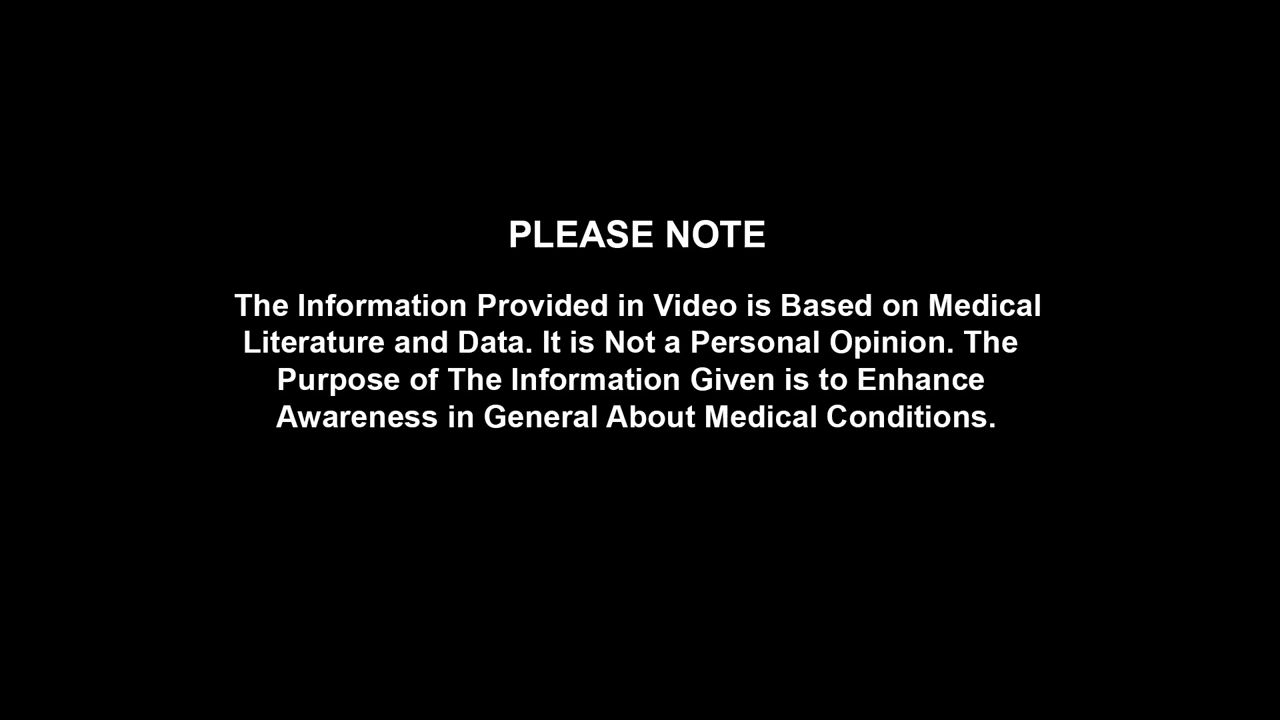 PLEASE NOTE
The Information Provided in Video is Based on Medical
Literature and Data. It is Not a Personal Opinion. The
Purpose of The Information Given is to Enhance
Awareness in General About Medical Conditions.